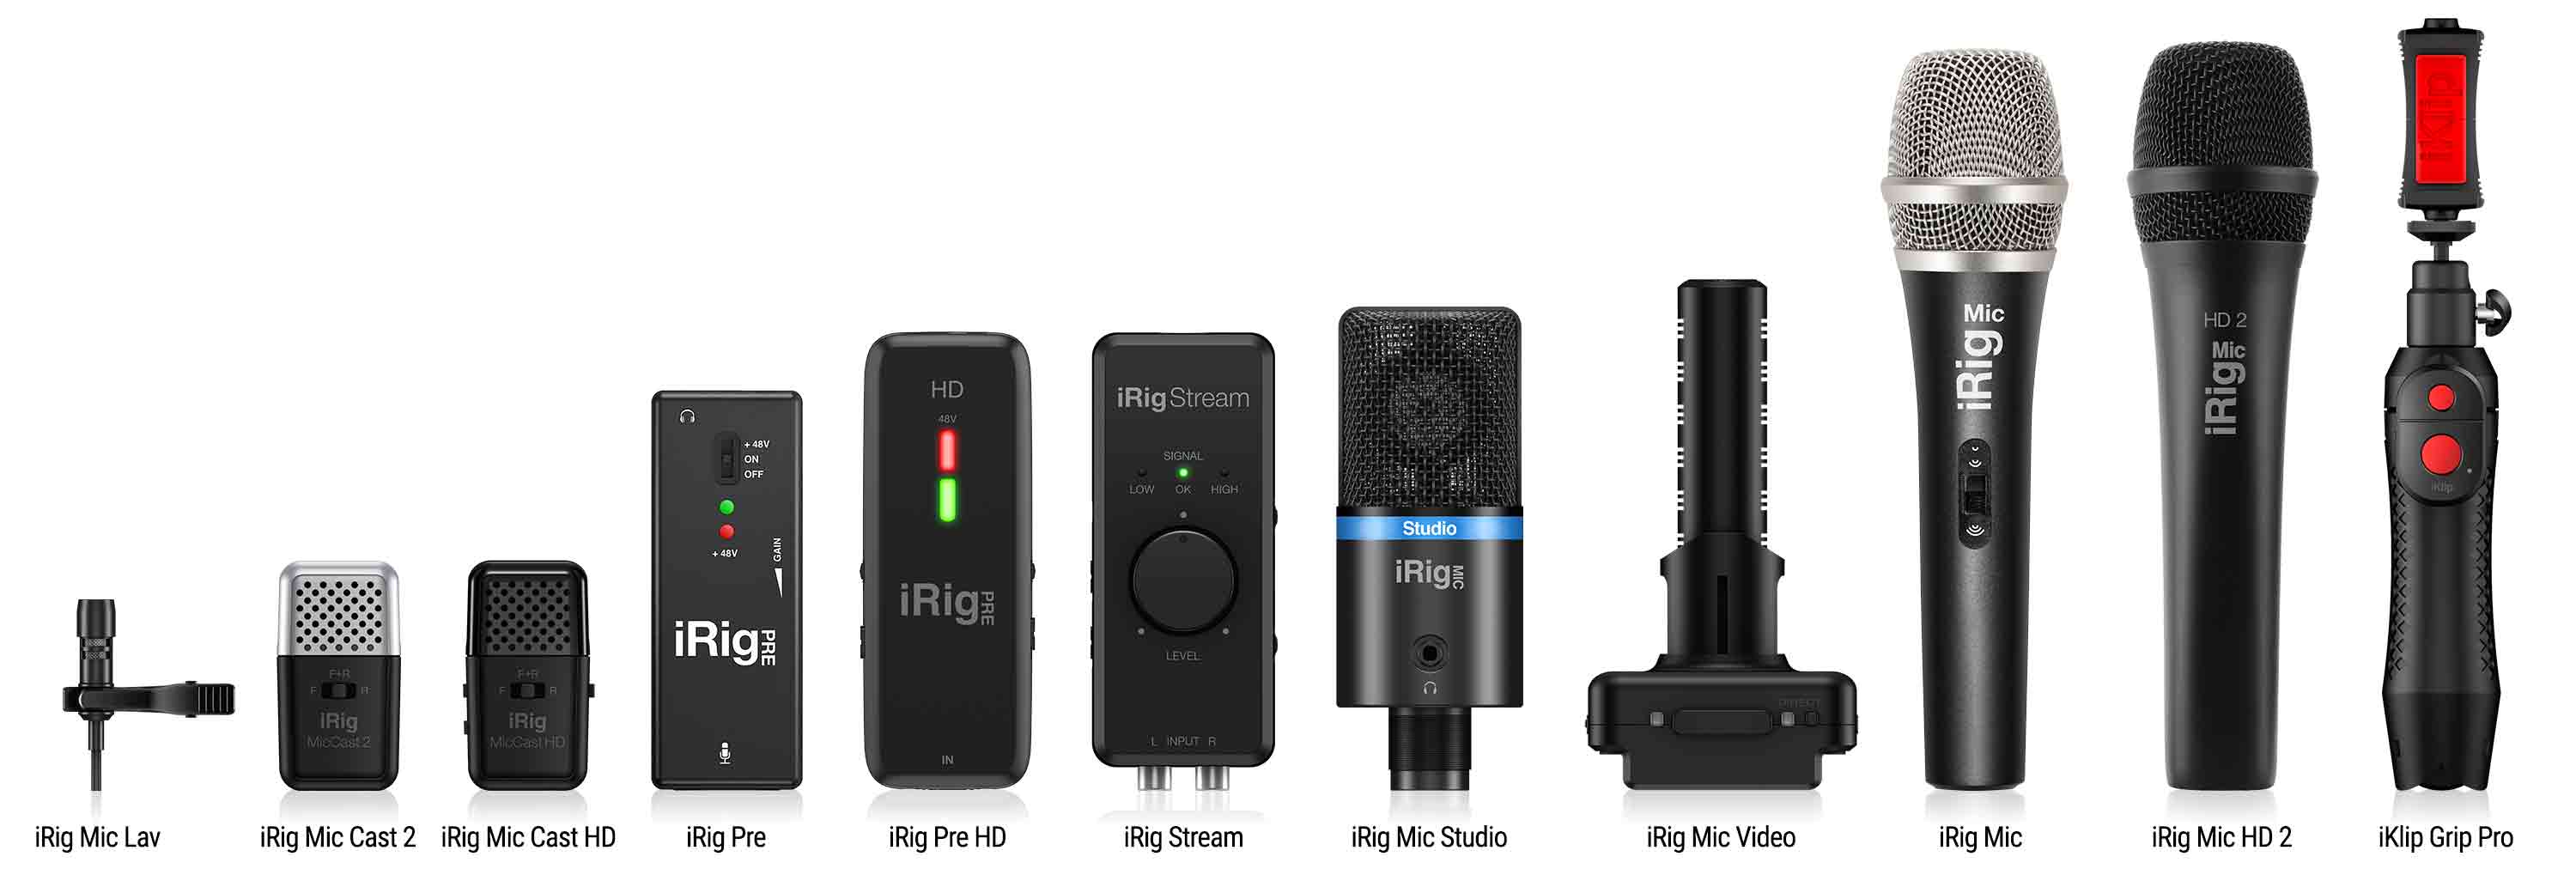 F+R
F R
iRig
MicCast 2
F+R
F R
iRig
MicCast HD
+ 48V
ON
OFF
+ 48V
GAIN
iRig PRE
HD
48V
iRig PRE
IN
iRig Stream
SIGNAL
LOW OK HIGH
LEVEL
L INPUT R
Studio
iRig MIC
DIRECT
iRig Mic
HD 2
iRig Mic
iKlip
iKlip
iRig Mic Lav
iRig Mic Cast 2
iRig Mic Cast HD
iRig Pre
iRig Pre HD
iRig Stream
iRig Mic Studio
iRig Mic Video
iRig Mic
iRig Mic HD 2
iKlip Grip Pro